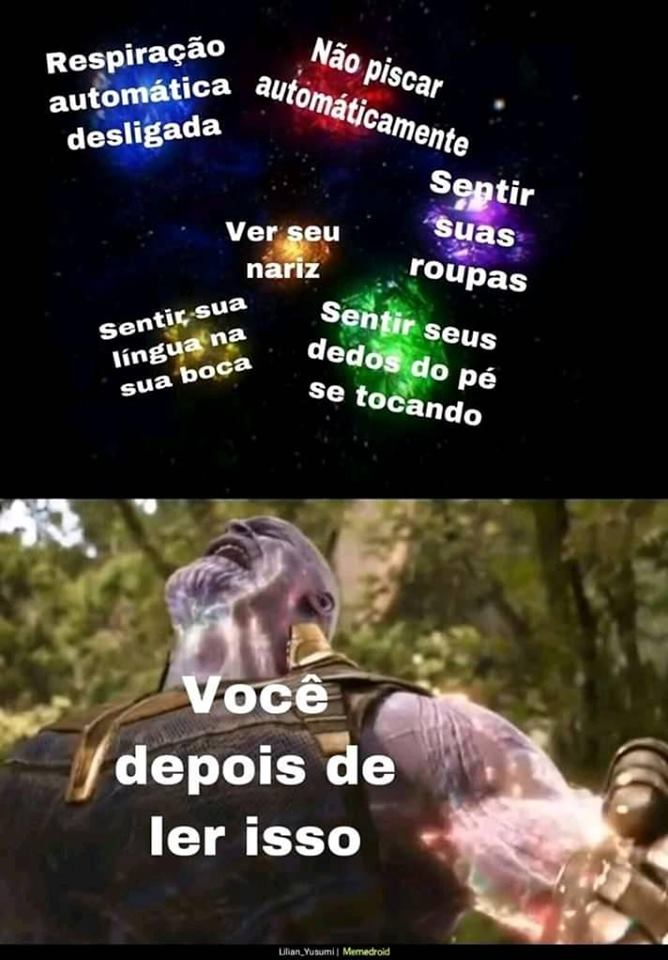 Respiração
automática
desligada
Não piscar
automáticamente
Sentir
suas
roupas
Ver seu
nariz
Sentir sua
língua na
sua boca
Sentir seus
dedos do pé
se tocando
Você
depois de
ler isso
Lilian_Yusumi | Memedroid